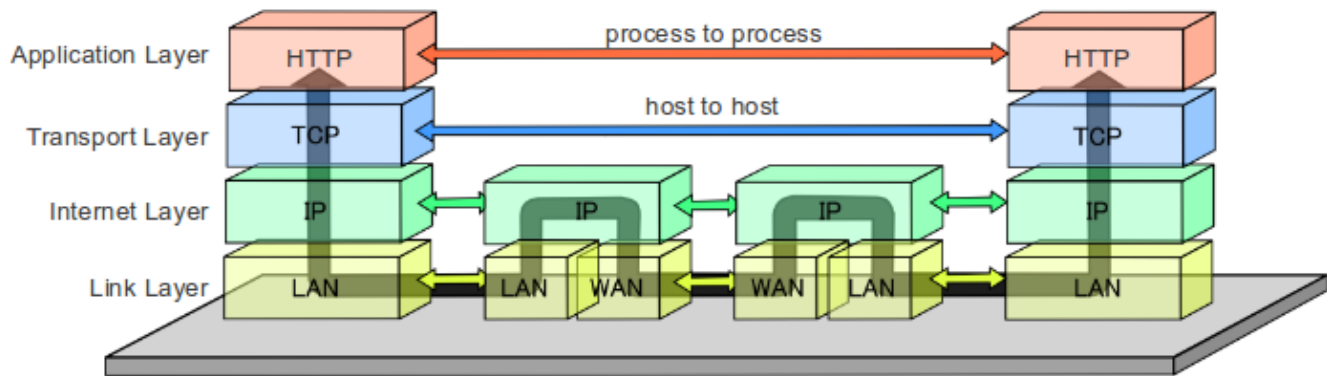 Application Layer HTTP process to process HTTP
Transport Layer TCP host to host TCP
Internet Layer IP IP IP IP
Link Layer LAN LAN WAN WAN LAN LAN